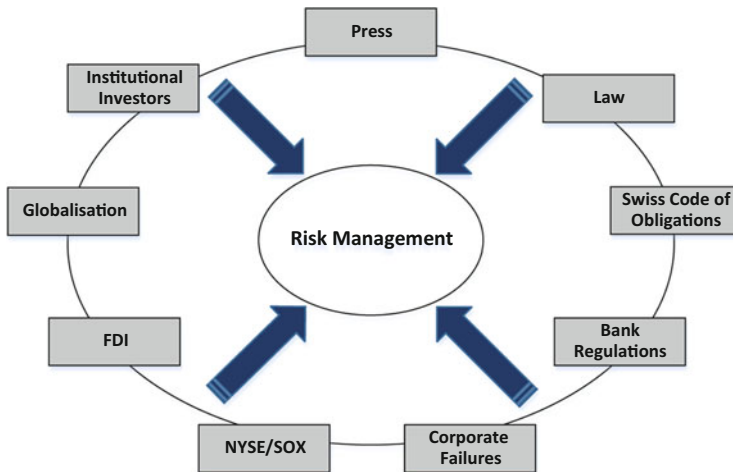 Press
Institutional
Investors
Law
Globalisation
Swiss Code of
Obligations
Risk Management
FDI
Bank
Regulations
NYSE/SOX
Corporate
Failures